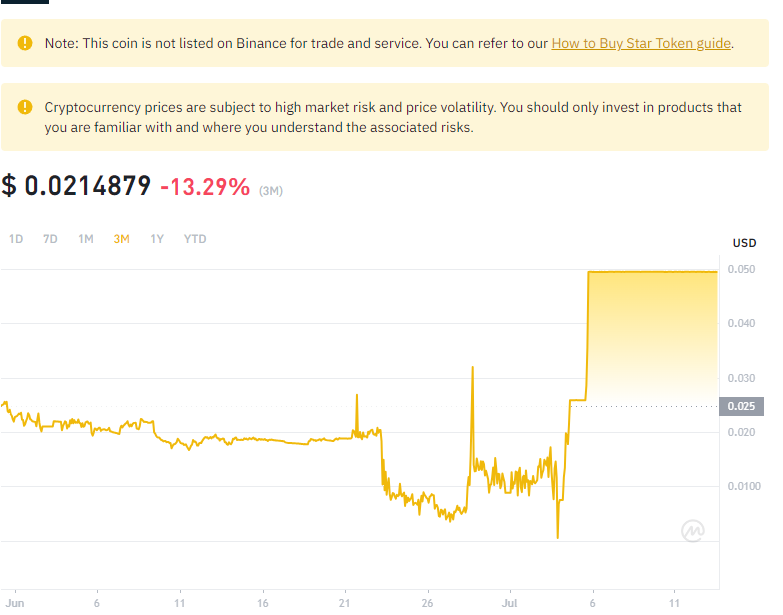 Note: This coin is not listed on Binance for trade and service. You can refer to our How to Buy Star Token guide.
Cryptocurrency prices are subject to high market risk and price volatility. You should only invest in products that
you are familiar with and where you understand the associated risks.
$ 0.0214879 -13.29% (3M)
1D 7D 1M 3M 1Y YTD
USD
0.050
0.040
0.030
0.025
0.020
0.0100
Jun 6 11 16 21 26 Jul 6 11